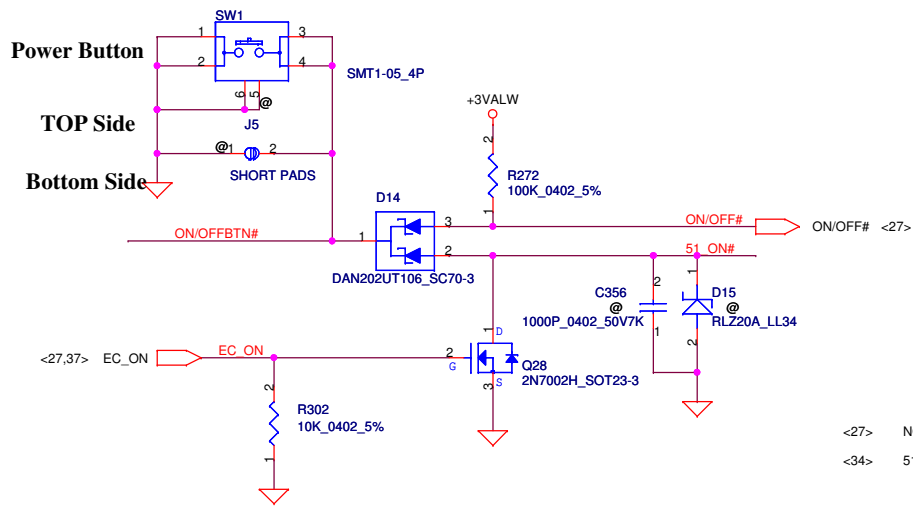 SW1
1
3
Power Button
2
4
SMT1-05_4P
6
5
@
+3VALW
TOP Side
J5
@
1
2
2
R272
100K_0402_5%
SHORT PADS
Bottom Side
D14
1
3
ON/OFF#
ON/OFF# <27>
ON/OFFBTN#
1
2
51_ON#
DAN202UT106_SC70-3
2
C356
1
D15
@
@
1000P_0402_50V7K
RLZ20A_LL34
1
D
1
2
<27,37> EC_ON
EC_ON
2
G
Q28
2N7002H_SOT23-3
3
S
2
R302
10K_0402_5%
1
<27>
<34>